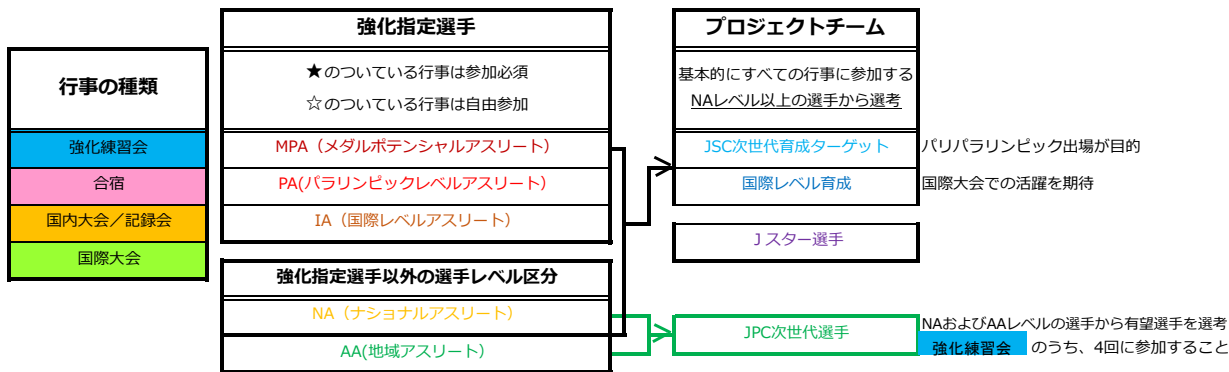 行事の種類
強化練習会
合宿
国内大会／記録会
国際大会
強化指定選手
★のついている行事は参加必須
☆のついている行事は自由参加
MPA（メダルポテンシャルアスリート）
PA(パラリンピックレベルアスリート）
IA（国際レベルアスリート）
強化指定選手以外の選手レベル区分
NA（ナショナルアスリート）
AA(地域アスリート）
プロジェクトチーム
基本的にすべての行事に参加する
NAレベル以上の選手から選考
JSC次世代育成ターゲット
パリパラリンピック出場が目的
国際レベル育成
国際大会での活躍を期待
Jスター選手
JPC次世代選手
NAおよびAAレベルの選手から有望選手を選考
強化練習会 のうち、4回に参加すること